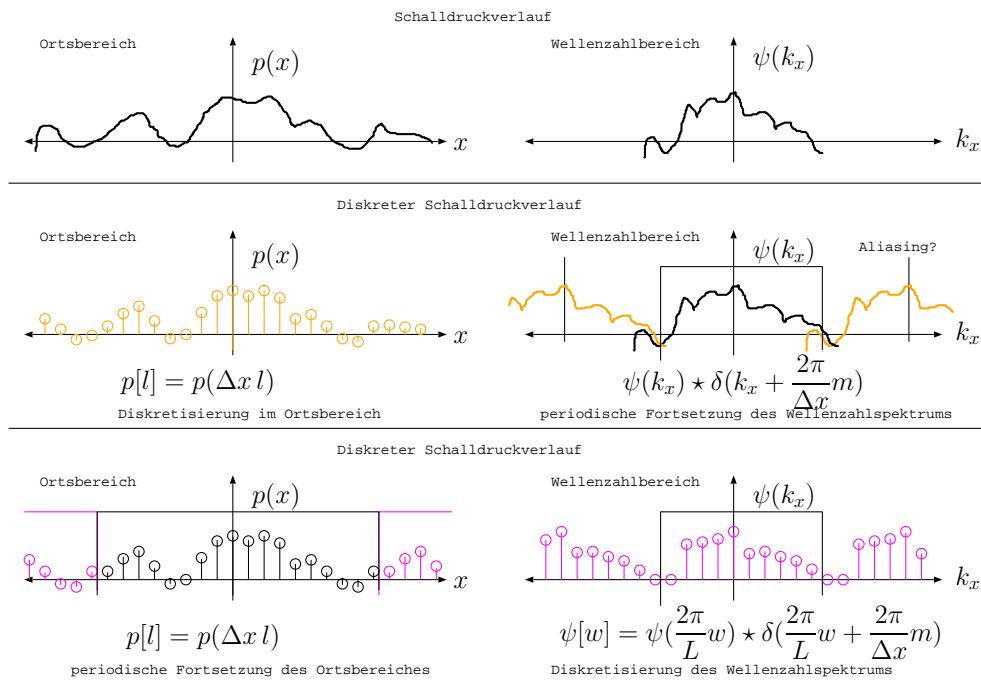 Schalldruckverlauf
Ortsbereich
Wellenzahlbereich
p(x)
ψ(k_x)
x
k_x
Diskreter Schalldruckverlauf
Ortsbereich
Wellenzahlbereich
Aliasing?
p(x)
ψ(k_x)
x
k_x
p[l] = p(Δx l)
ψ(k_x) ⋆ δ(k_x + 2π/Δx m)
Diskretisierung im Ortsbereich
periodische Fortsetzung des Wellenzahlspektrums
Diskreter Schalldruckverlauf
Ortsbereich
Wellenzahlbereich
p(x)
ψ(k_x)
x
k_x
p[l] = p(Δx l)
ψ[w] = ψ(2π/L w) ⋆ δ(2π/L w + 2π/Δx m)
periodische Fortsetzung des Ortsbereiches
Diskretisierung des Wellenzahlspektrums